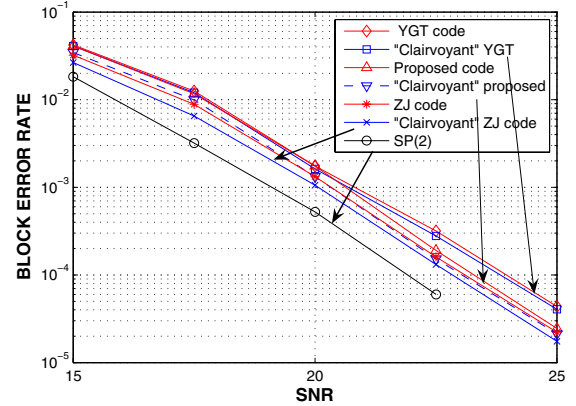 BLOCK ERROR RATE
10^-1
10^-2
10^-3
10^-4
10^-5
YGT code
"Clairvoyant" YGT
Proposed code
"Clairvoyant" proposed
ZJ code
"Clairvoyant" ZJ code
SP(2)
15
20
25
SNR